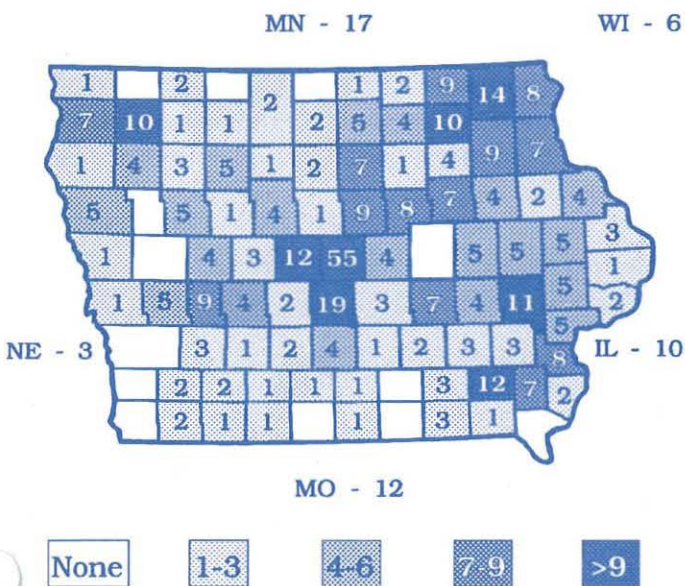 MN - 17 WI - 6
1 2 1 2 9 14 8
2
7 10 1 1 2 5 4 10
1 4 3 5 1 2 7 1 4 9 7
5 5 1 4 1 9 8 7 4 2 4
1 4 3 12 55 4 5 5 5 3
1
1 5 9 4 2 19 3 7 4 11 5 2
5
NE - 3 3 1 2 4 1 2 3 3 8 IL - 10
2 2 1 1 1 3 12 7 2
2 1 1 1 3 1
MO - 12
None 1-3 4-6 7-9 >9